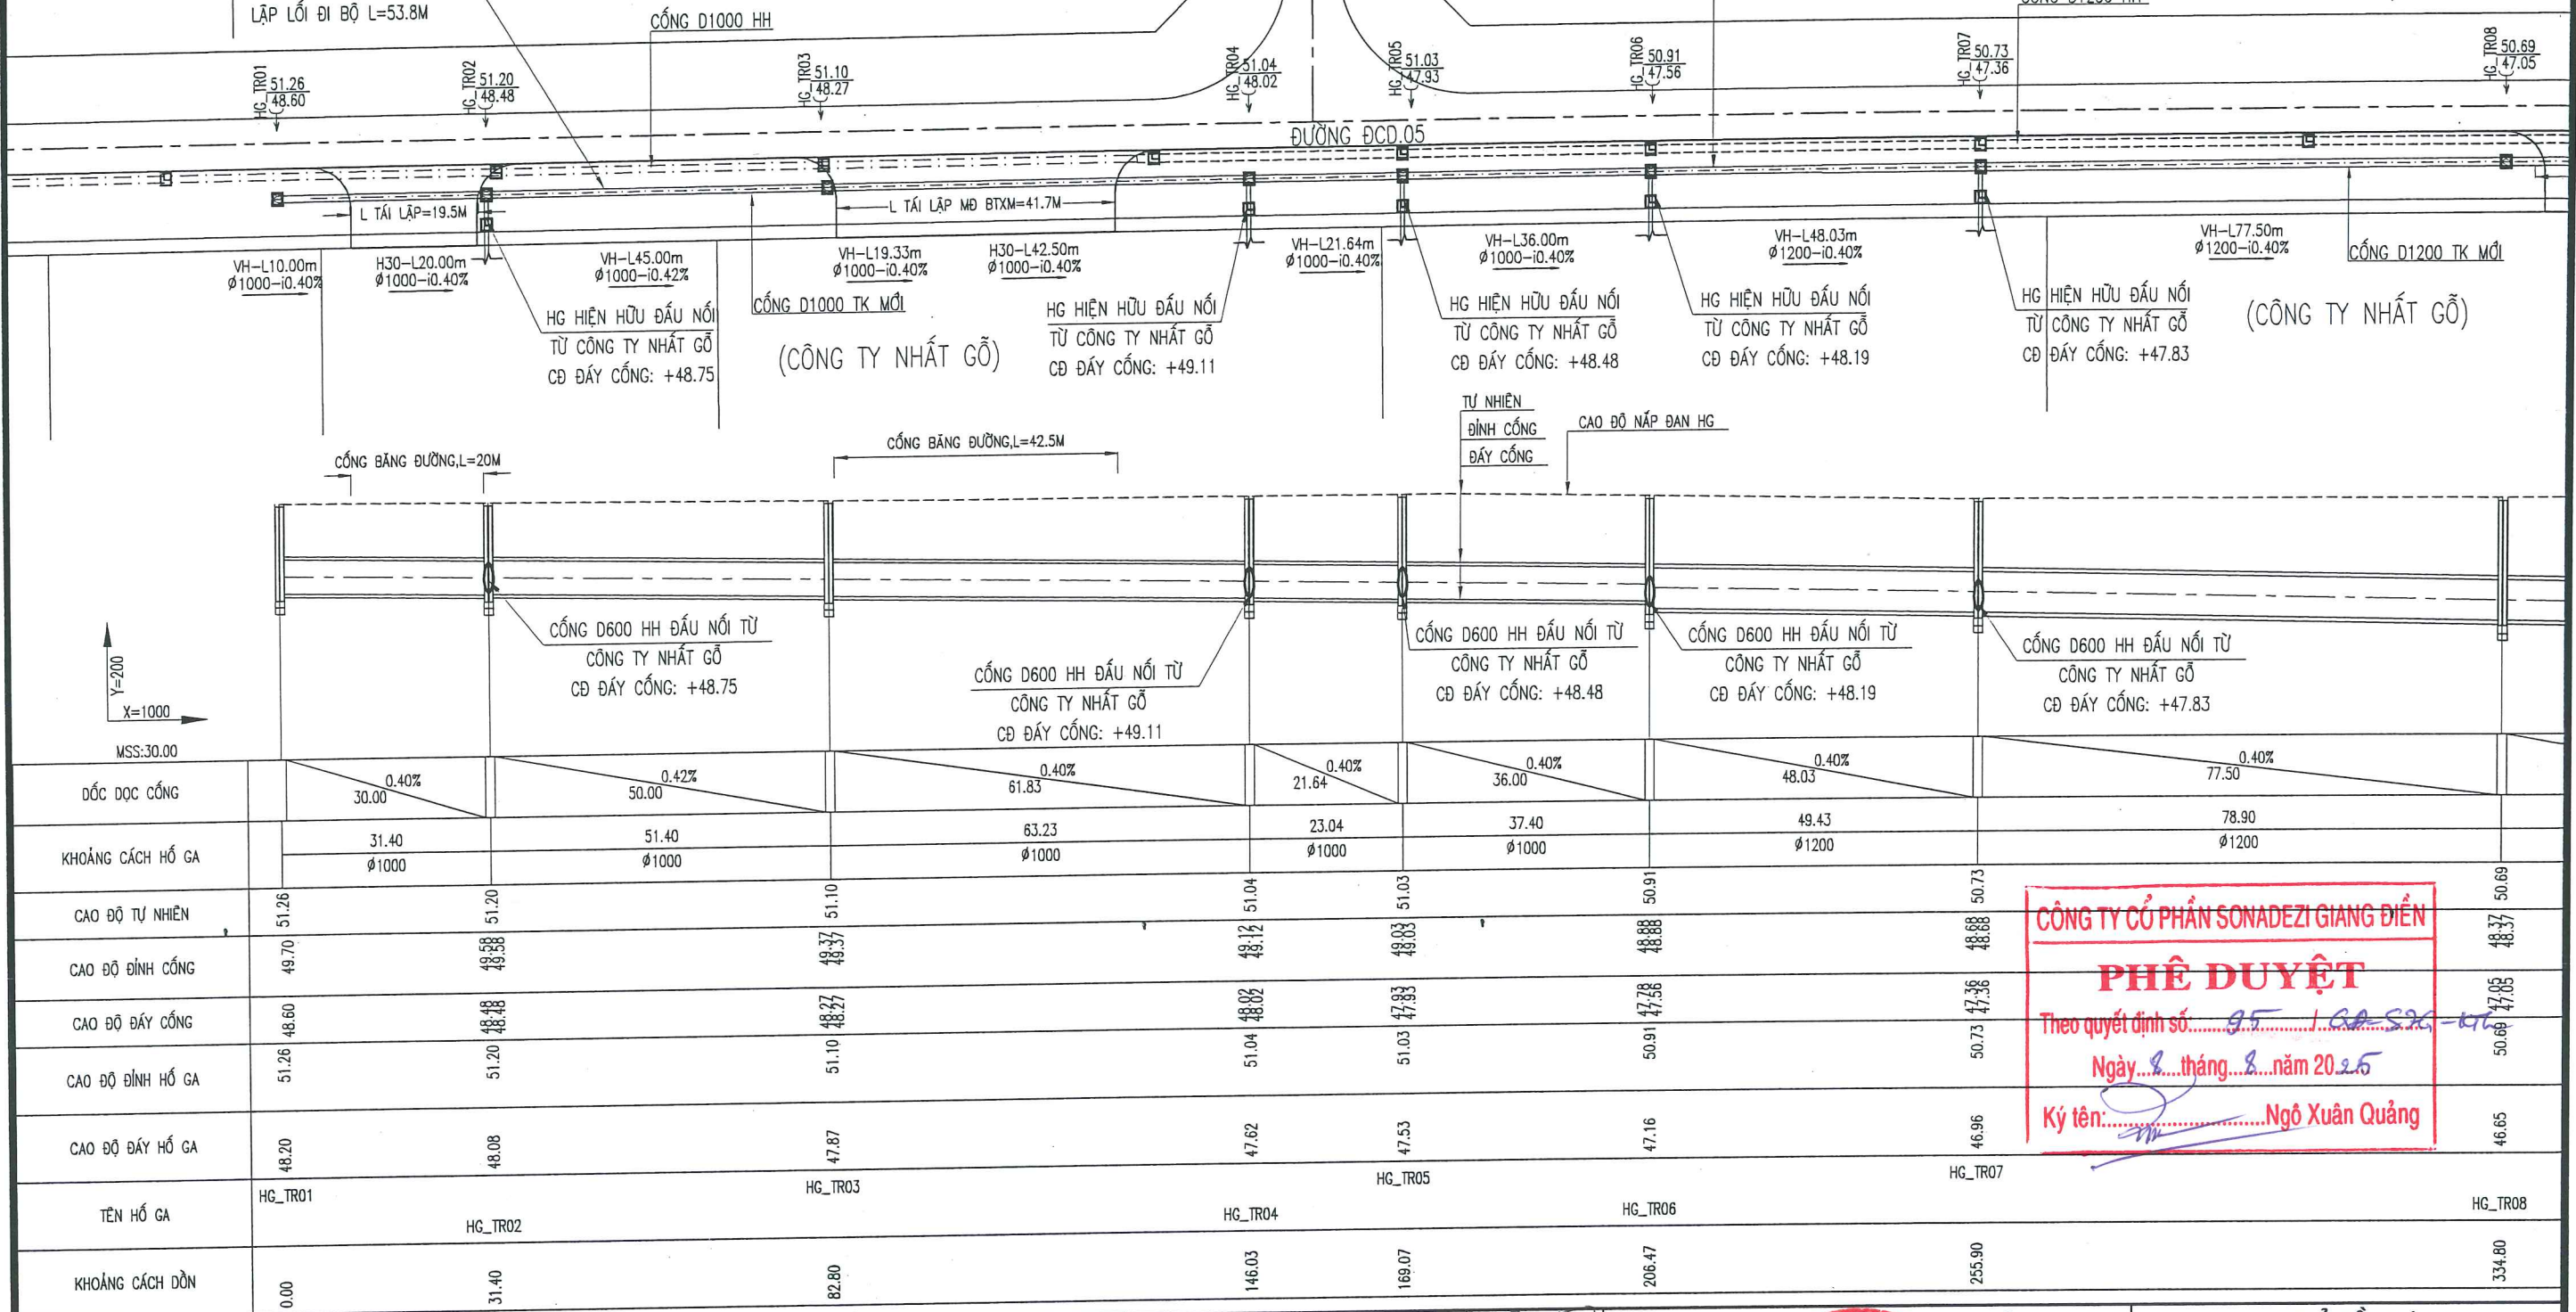 LẬP LỐI ĐI BỘ L=53.8M
CỐNG D1000 HH
HG_TR01 51.26 48.60
HG_TR02 51.20 48.48
HG_TR03 51.10 48.27
HG_TR04 51.04 48.02
HG_TR05 51.03 47.93
HG_TR06 50.91 47.56
HG_TR07 50.73 47.36
HG_TR08 50.69 47.05
ĐƯỜNG ĐCD.05
L TÁI LẬP=19.5M
L TÁI LẬP MĐ BTXM=41.7M
VH-L10.00m
Ø1000-i0.40%
H30-L20.00m
Ø1000-i0.40%
VH-L45.00m
Ø1000-i0.42%
VH-L19.33m
Ø1000-i0.40%
H30-L42.50m
Ø1000-i0.40%
VH-L21.64m
Ø1000-i0.40%
VH-L36.00m
Ø1000-i0.40%
VH-L48.03m
Ø1200-i0.40%
VH-L77.50m
Ø1200-i0.40%
CỐNG D1200 TK MỚI
CỐNG D1000 TK MỚI
HG HIỆN HỮU ĐẤU NỐI
TỪ CÔNG TY NHẤT GỖ
CĐ ĐÁY CỐNG: +48.75
(CÔNG TY NHẤT GỖ)
HG HIỆN HỮU ĐẤU NỐI
TỪ CÔNG TY NHẤT GỖ
CĐ ĐÁY CỐNG: +49.11
HG HIỆN HỮU ĐẤU NỐI
TỪ CÔNG TY NHẤT GỖ
CĐ ĐÁY CỐNG: +48.48
HG HIỆN HỮU ĐẤU NỐI
TỪ CÔNG TY NHẤT GỖ
CĐ ĐÁY CỐNG: +48.19
HG HIỆN HỮU ĐẤU NỐI
TỪ CÔNG TY NHẤT GỖ
CĐ ĐÁY CỐNG: +47.83
(CÔNG TY NHẤT GỖ)
CỐNG BĂNG ĐƯỜNG,L=20M
CỐNG BĂNG ĐƯỜNG,L=42.5M
TỰ NHIÊN
ĐỈNH CỐNG
ĐÁY CỐNG
CAO ĐỘ NẮP ĐAN HG
CỐNG D600 HH ĐẤU NỐI TỪ
CÔNG TY NHẤT GỖ
CĐ ĐÁY CỐNG: +48.75
CỐNG D600 HH ĐẤU NỐI TỪ
CÔNG TY NHẤT GỖ
CĐ ĐÁY CỐNG: +49.11
CỐNG D600 HH ĐẤU NỐI TỪ
CÔNG TY NHẤT GỖ
CĐ ĐÁY CỐNG: +48.48
CỐNG D600 HH ĐẤU NỐI TỪ
CÔNG TY NHẤT GỖ
CĐ ĐÁY CỐNG: +48.19
CỐNG D600 HH ĐẤU NỐI TỪ
CÔNG TY NHẤT GỖ
CĐ ĐÁY CỐNG: +47.83
Y=200
X=1000
MSS:30.00
DỐC DỌC CỐNG
0.40% 30.00 0.42% 50.00 0.40% 61.83 0.40% 21.64 0.40% 36.00 0.40% 48.03 0.40% 77.50
KHOẢNG CÁCH HỐ GA
31.40 51.40 63.23 23.04 37.40 49.43 78.90
Ø1000 Ø1000 Ø1000 Ø1000 Ø1000 Ø1200 Ø1200
CAO ĐỘ TỰ NHIÊN 51.26 51.20 51.10 51.04 51.03 50.91 50.73 50.69
CAO ĐỘ ĐỈNH CỐNG 49.70 49.58 49.58 49.37 49.37 49.12 49.12 49.03 49.03 48.88 48.88 48.68 48.68 48.37 48.37
CAO ĐỘ ĐÁY CỐNG 48.60 48.48 48.48 48.27 48.27 48.02 48.02 47.93 47.93 47.78 47.56 47.36 47.36 47.05 47.05
CAO ĐỘ ĐỈNH HỐ GA 51.26 51.20 51.10 51.04 51.03 50.91 50.73 50.69
CAO ĐỘ ĐÁY HỐ GA 48.20 48.08 47.87 47.62 47.53 47.16 46.96 46.65
TÊN HỐ GA HG_TR01 HG_TR02 HG_TR03 HG_TR04 HG_TR05 HG_TR06 HG_TR07 HG_TR08
KHOẢNG CÁCH DỒN 0.00 31.40 82.80 146.03 169.07 206.47 255.90 334.80
CÔNG TY CỔ PHẦN SONADEZI GIANG ĐIỀN
PHÊ DUYỆT
Theo quyết định số: 95 /
Ngày 8 tháng 8 năm 2025
Ký tên: Ngô Xuân Quảng